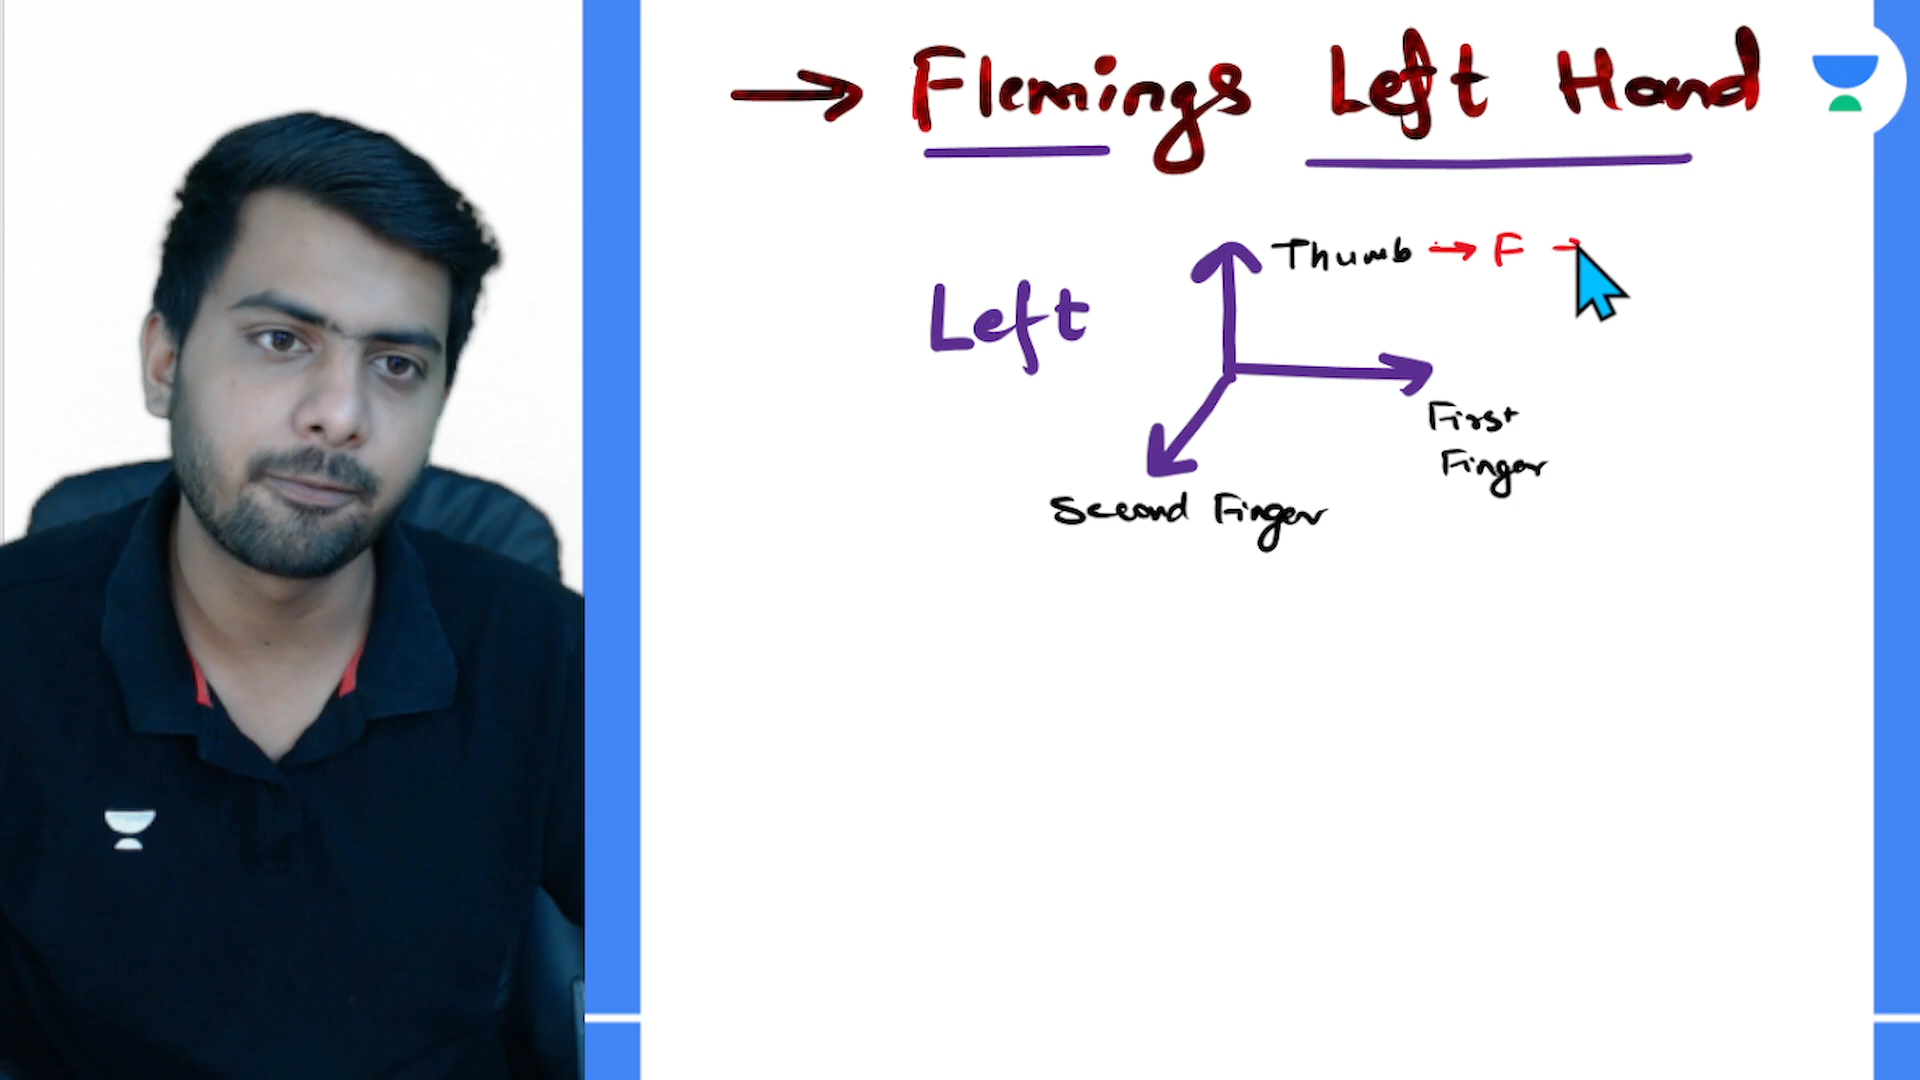 → Flemings Left Hand
Thumb → F →
Left
First
Finger
Second Finger